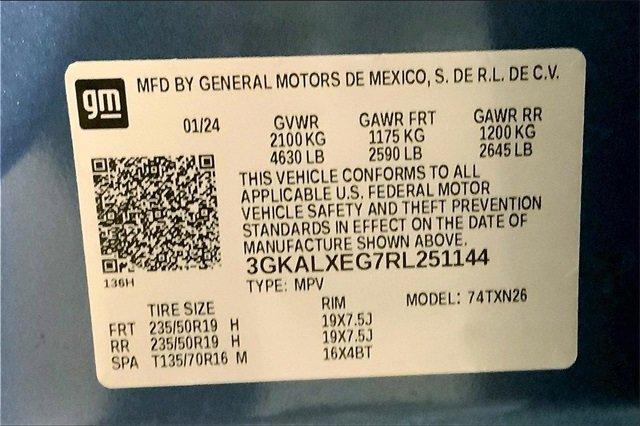 gm MFD BY GENERAL MOTORS DE MEXICO, S. DE R.L. DE C.V.
01/24 GVWR GAWR FRT GAWR RR
2100 KG 1175 KG 1200 KG
4630 LB 2590 LB 2645 LB
THIS VEHICLE CONFORMS TO ALL
APPLICABLE U.S. FEDERAL MOTOR
VEHICLE SAFETY AND THEFT PREVENTION
STANDARDS IN EFFECT ON THE DATE OF
MANUFACTURE SHOWN ABOVE.
3GKALXEG7RL251144
136H
TYPE: MPV
TIRE SIZE RIM MODEL: 74TXN26
FRT 235/50R19 H 19X7.5J
RR 235/50R19 H 19X7.5J
SPA T135/70R16 M 16X4BT